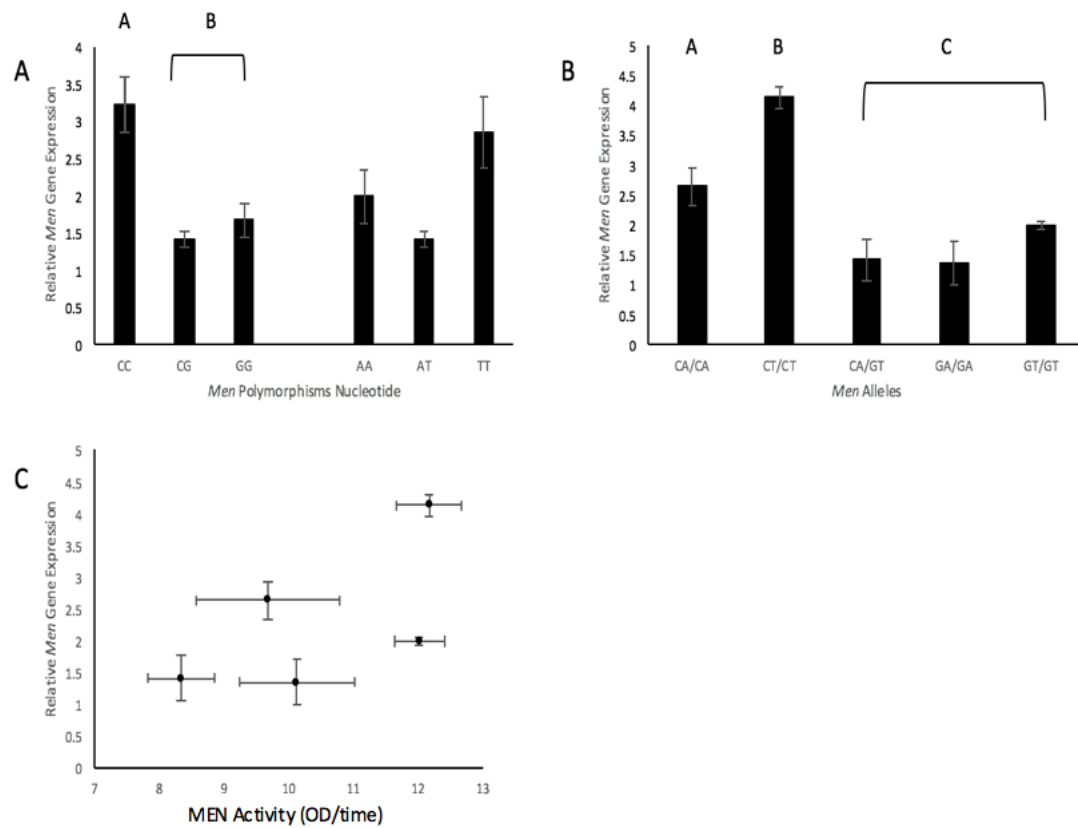 A B
A
Relative Men Gene Expression
4
3.5
3
2.5
2
1.5
1
0.5
0
CC CG GG AA AT TT
Men Polymorphisms Nucleotide
A B C
B
Relative Men Gene Expression
5
4.5
4
3.5
3
2.5
2
1.5
1
0.5
0
CA/CA CT/CT CA/GT GA/GA GT/GT
Men Alleles
C
Relative Men Gene Expression
5
4.5
4
3.5
3
2.5
2
1.5
1
0.5
0
7 8 9 10 11 12 13
MEN Activity (OD/time)